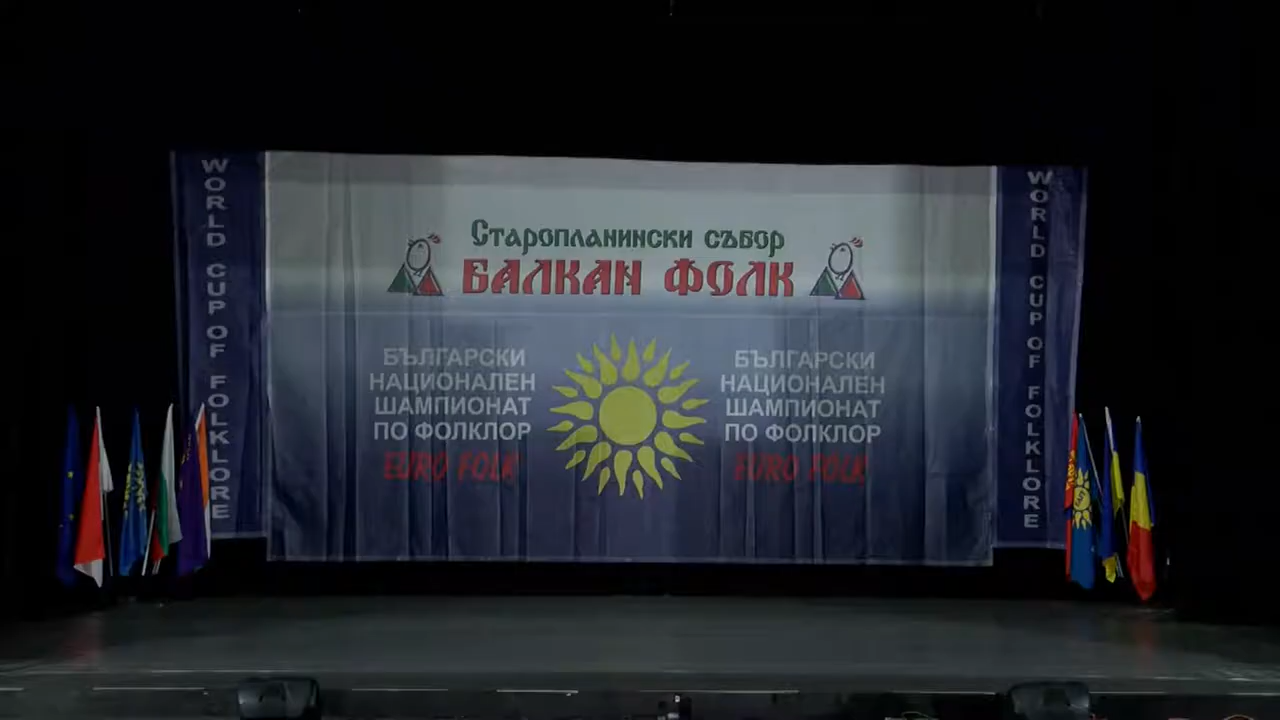 WORLD CUP OF FOLKLORE
Старопланински събор
БАЛКАН ФОЛК
БЪЛГАРСКИ
НАЦИОНАЛЕН
ШАМПИОНАТ
ПО ФОЛКЛОР
EURO FOLK
БЪЛГАРСКИ
НАЦИОНАЛЕН
ШАМПИОНАТ
ПО ФОЛКЛОР
EURO FOLK
WORLD CUP OF FOLKLORE